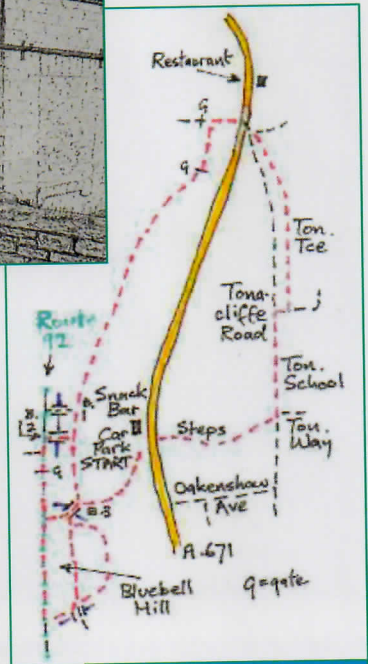 Restaurant
G
G
Ton.
Tce
Tona-
cliffe
Road
Route
92
Ton.
School
Snack
Bar
Car
Park
START
Steps
Ton.
Way
G
Oakenshaw
Ave
A.671
Bluebell
Mill
G=gate